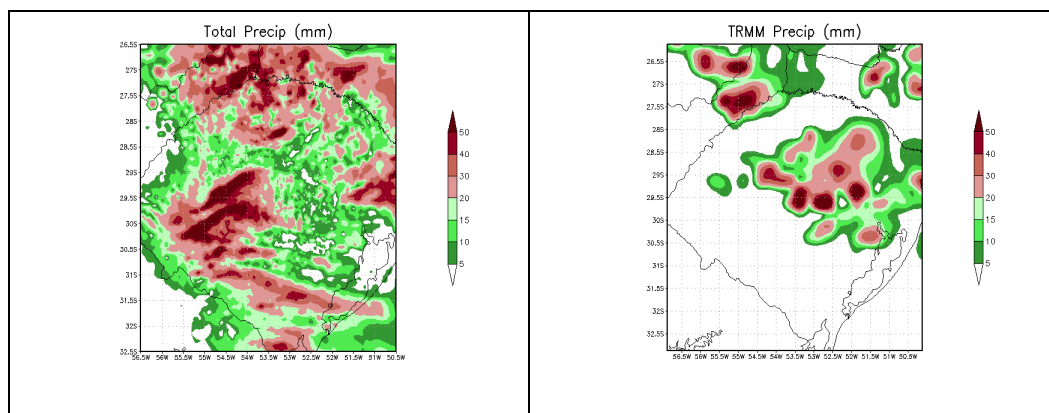 Total Precip (mm)
26.5S
27S
27.5S
28S
28.5S
29S
29.5S
30S
30.5S
31S
31.5S
32S
32.5S
56.5W 56W 55.5W 55W 54.5W 54W 53.5W 53W 52.5W 52W 51.5W 51W 50.5W
50
40
30
20
15
10
5
TRMM Precip (mm)
26.5S
27S
27.5S
28S
28.5S
29S
29.5S
30S
30.5S
31S
31.5S
32S
32.5S
56.5W 56W 55.5W 55W 54.5W 54W 53.5W 53W 52.5W 52W 51.5W 51W 50.5W
50
40
30
20
15
10
5